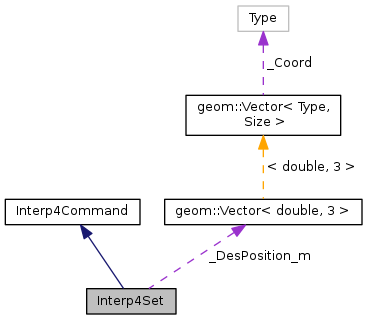 Type
_Coord
geom::Vector< Type,
Size >
< double, 3 >
Interp4Command
geom::Vector< double, 3 >
_DesPosition_m
Interp4Set